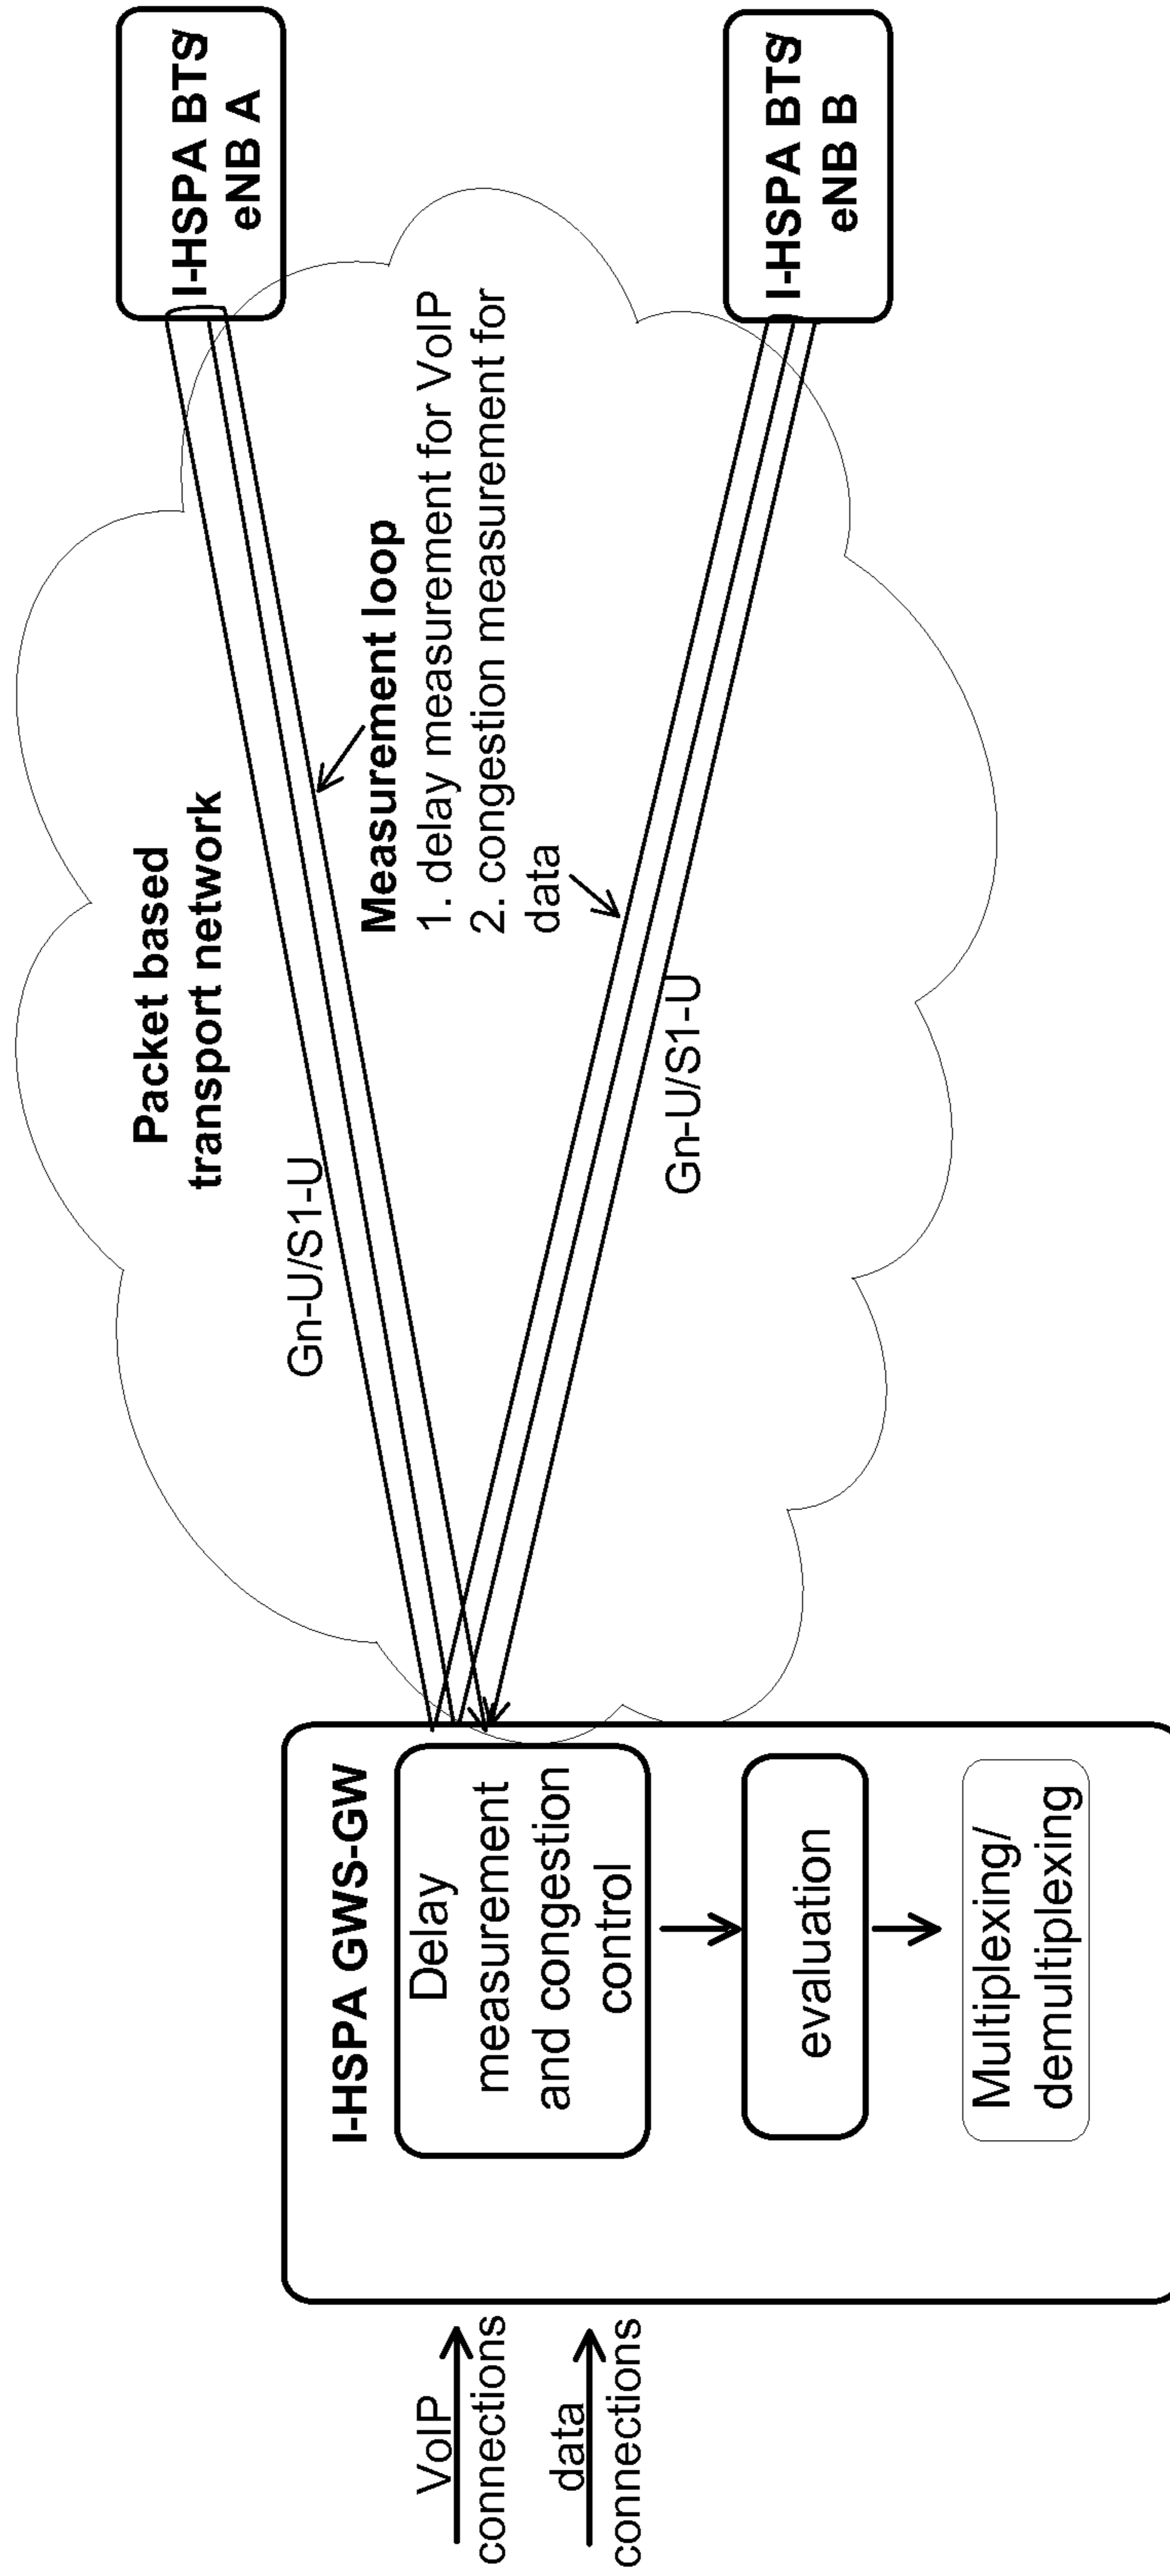 VoIP
connections
data
connections
I-HSPA GWS-GW
Delay
measurement
and congestion
control
evaluation
Multiplexing/
demultiplexing
Packet based
transport network
Gn-U/S1-U
Measurement loop
1. delay measurement for VoIP
2. congestion measurement for
data
Gn-U/S1-U
I-HSPA BTS/
eNB A
I-HSPA BTS/
eNB B